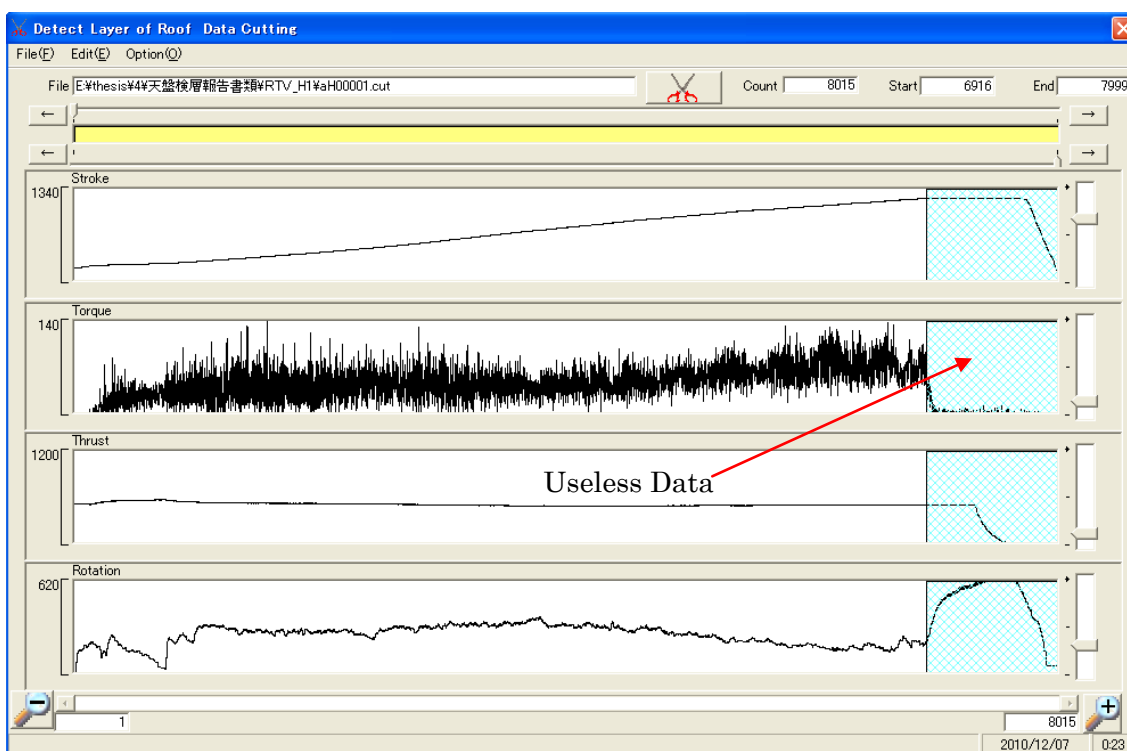 Detect Layer of Roof Data Cutting
File(F) Edit(E) Option(O)
File E:¥thesis¥4¥天盤検層報告書類¥RTV_H1¥aH00001.cut Count 8015 Start 6916 End 7999
← →
← →
Stroke
1340
Torque
140
Thrust
1200
Useless Data
Rotation
620
1 8015
2010/12/07 0:23